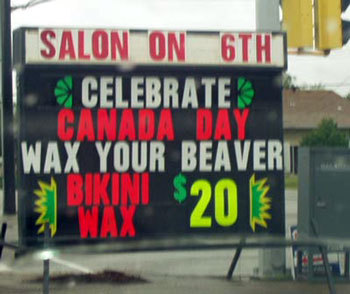 SALON ON 6TH
CELEBRATE
CANADA DAY
WAX YOUR BEAVER
BIKINI WAX $20